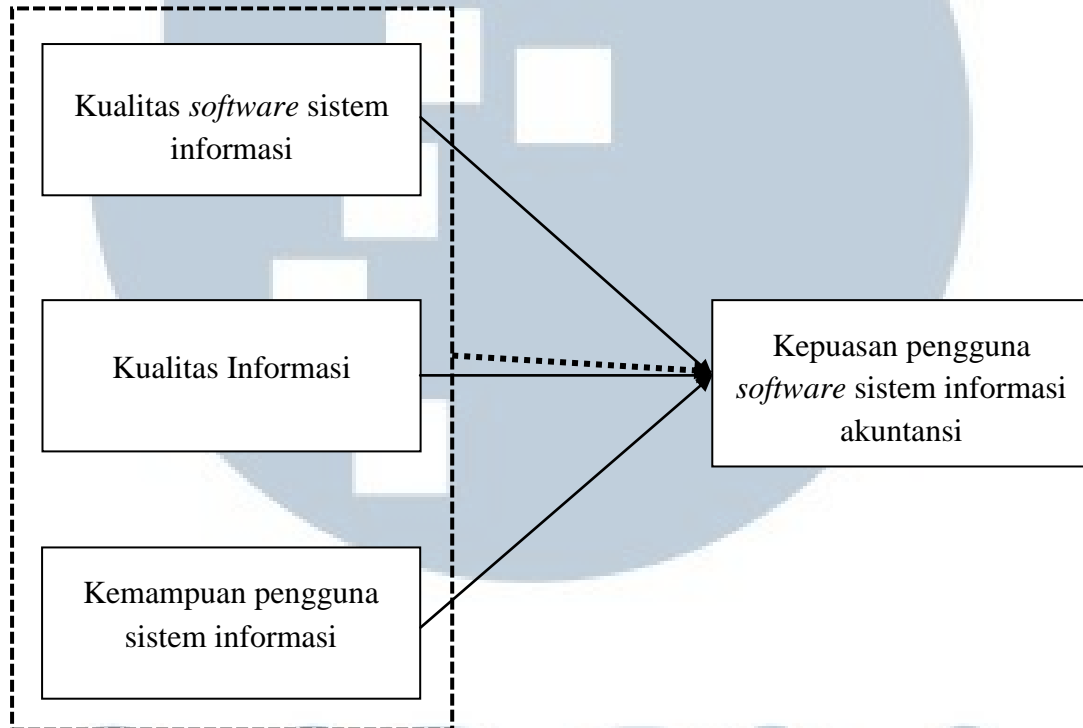 Kualitas software sistem
informasi
Kualitas Informasi
Kemampuan pengguna
sistem informasi
Kepuasan pengguna
software sistem informasi
akuntansi